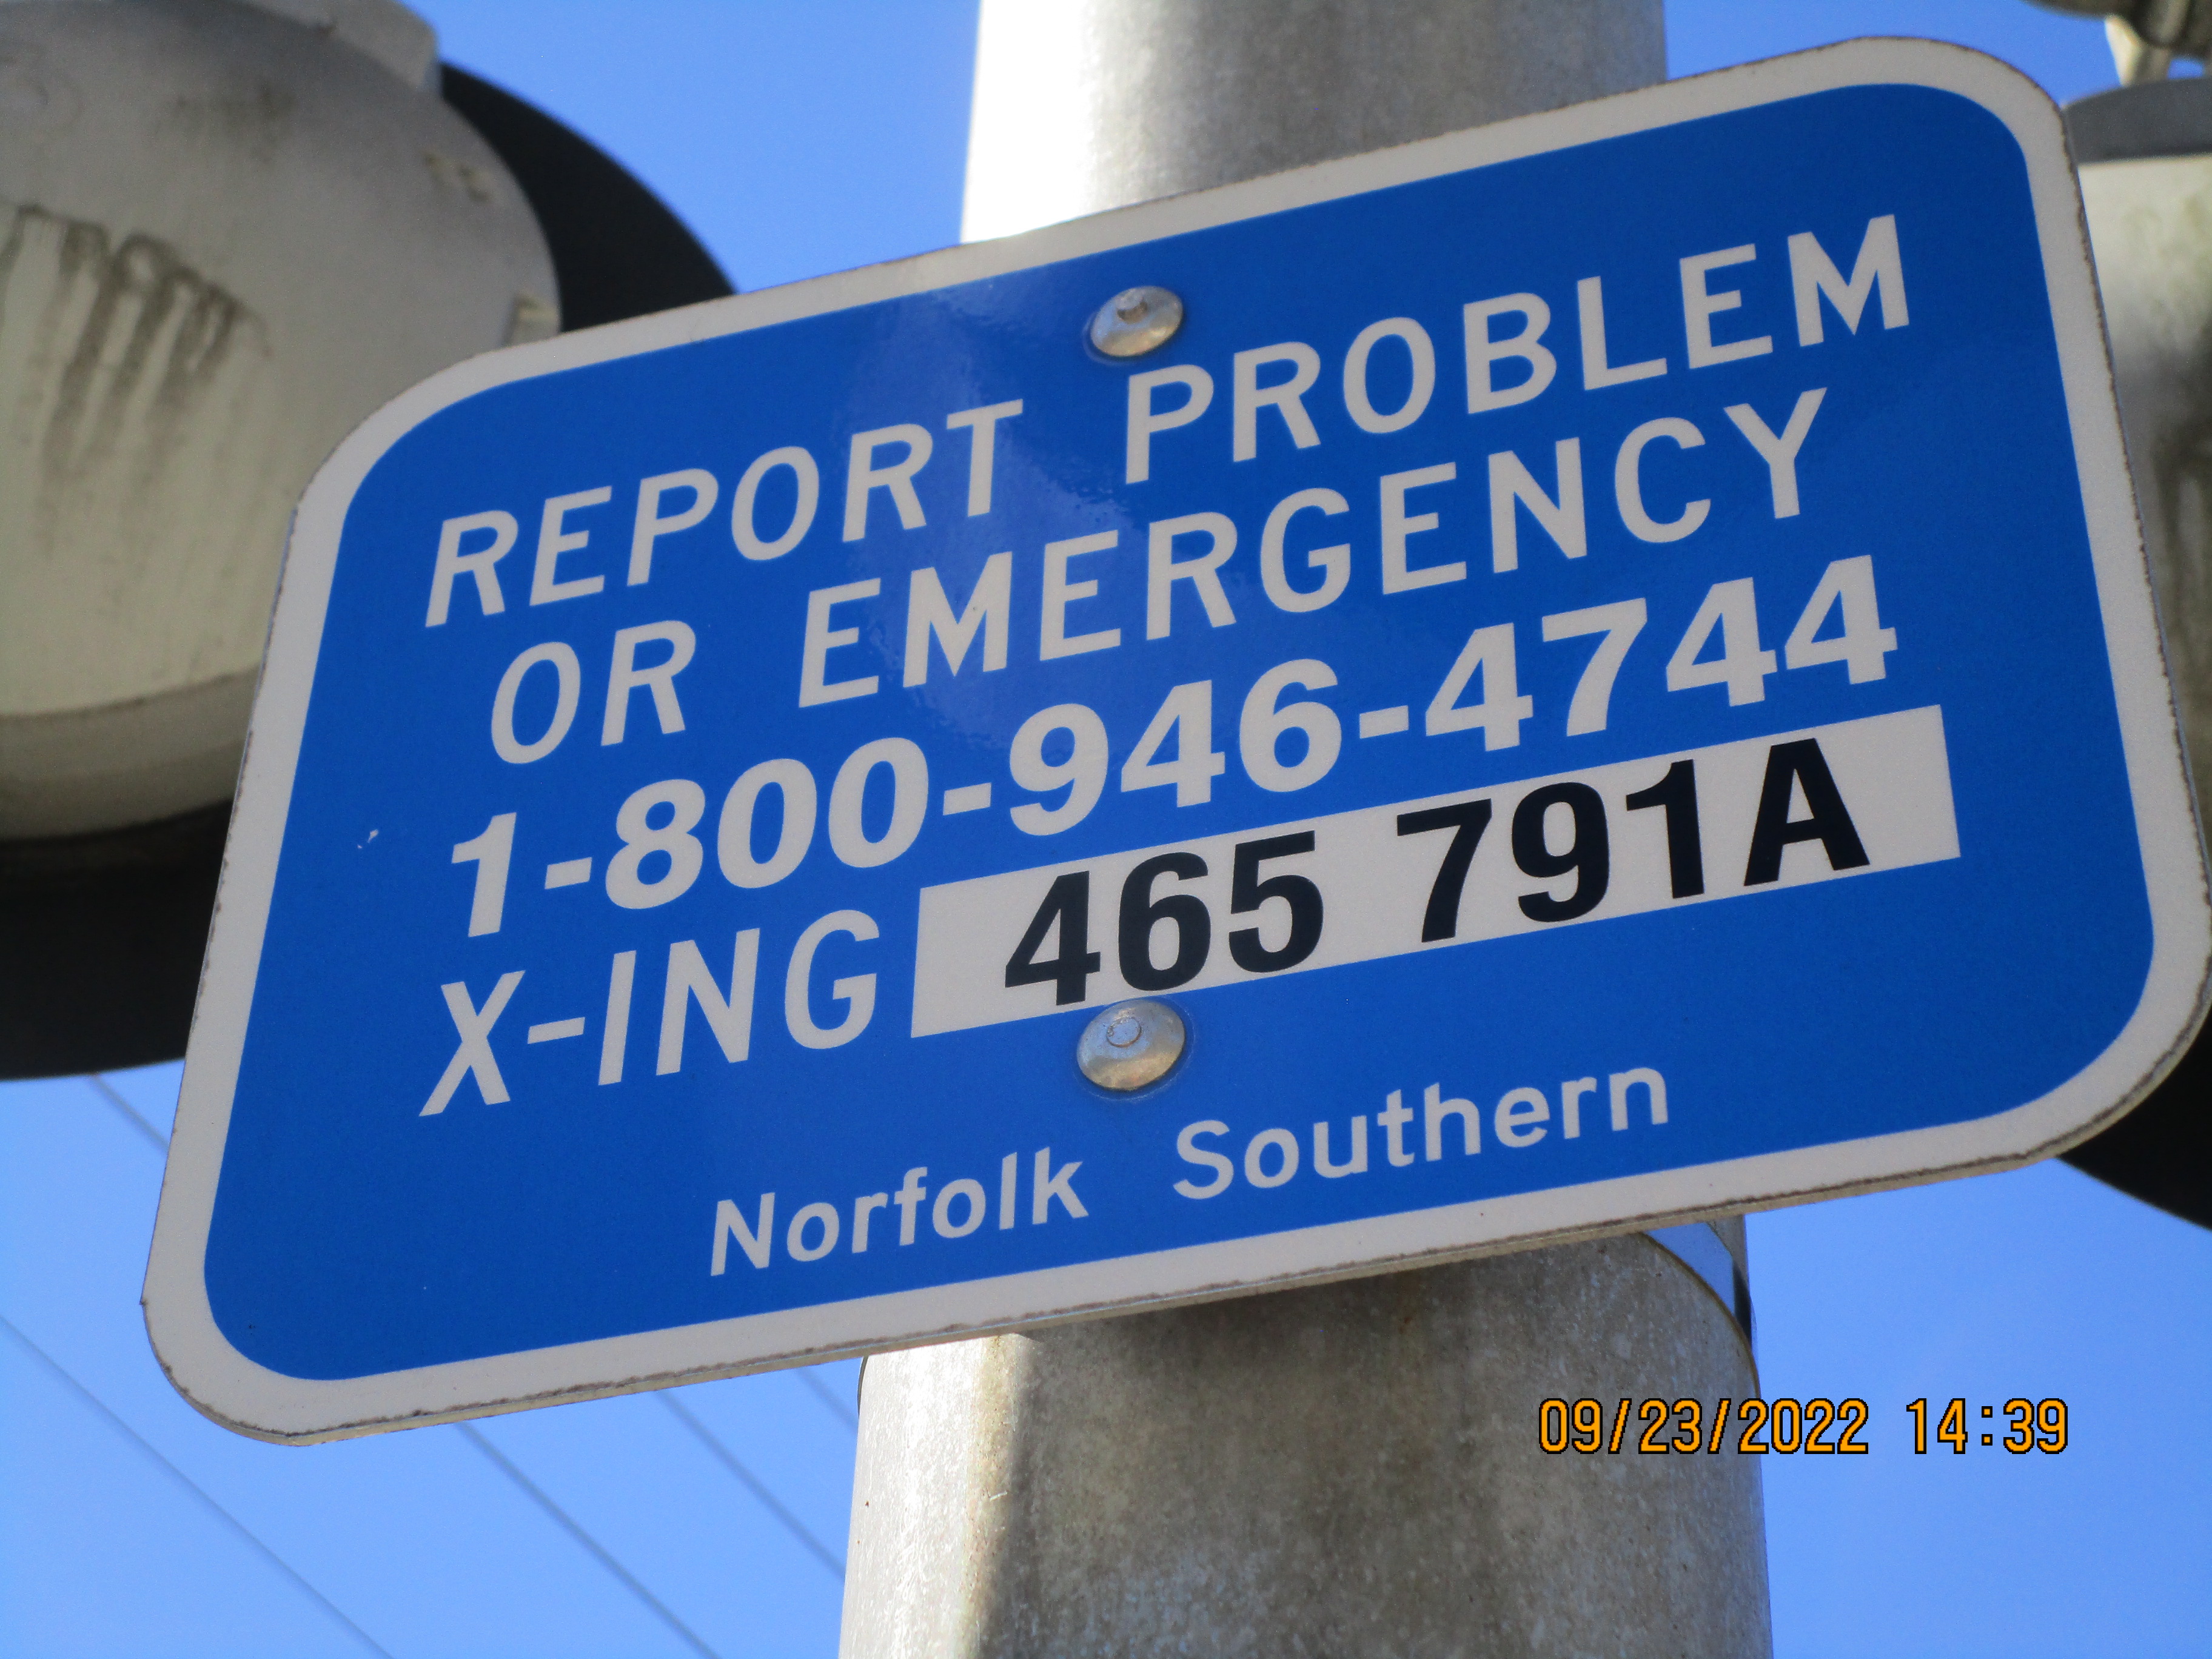 REPORT PROBLEM
OR EMERGENCY
1-800-946-4744
X-ING 465 791A
Norfolk Southern
09/23/2022 14:39